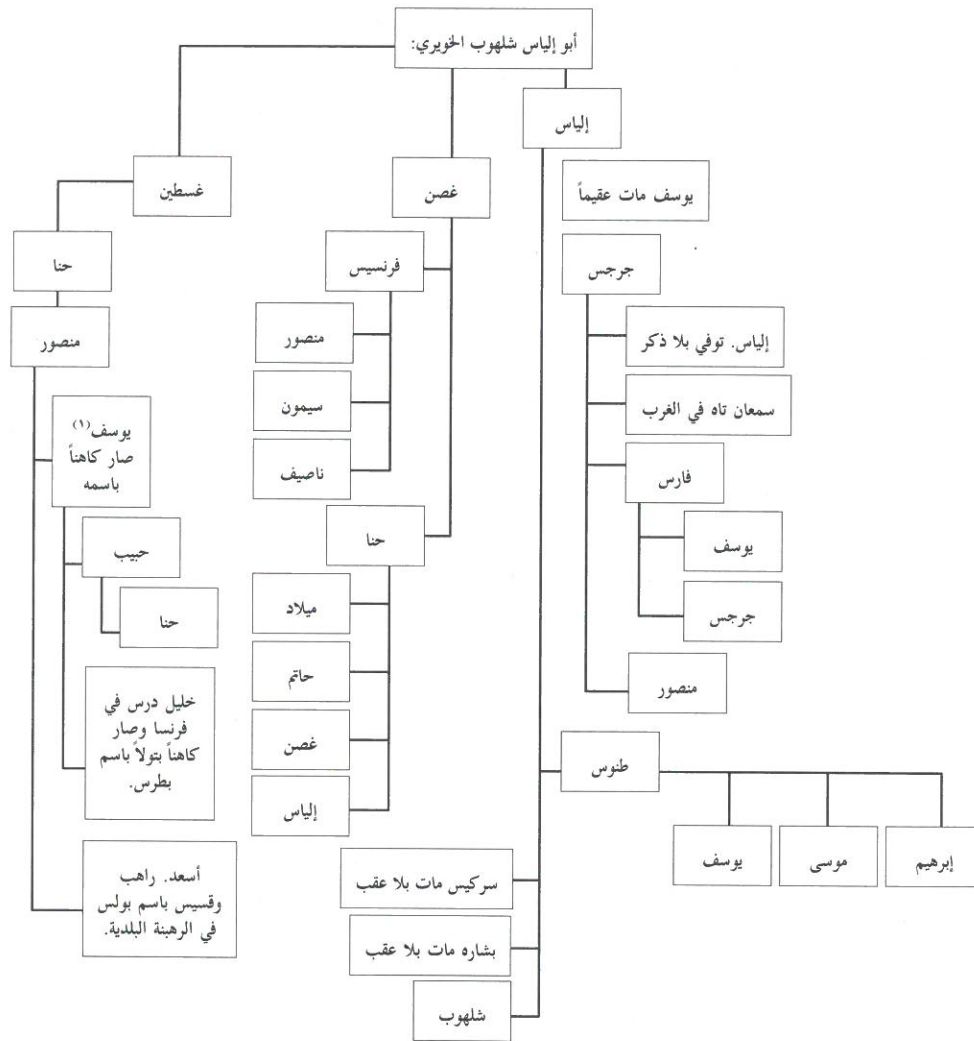 أبو إلياس شلهوب الخويري:
إلياس
يوسف مات عقيماً
جرجس
إلياس. توفي بلا ذكر
سمعان تاه في الغرب
فارس
يوسف
جرجس
منصور
طنوس
إبرهيم
موسى
يوسف
سركيس مات بلا عقب
بشاره مات بلا عقب
شلهوب
غصن
فرنسيس
منصور
سيمون
ناصيف
حنا
ميلاد
حاتم
غصن
إلياس
غسطين
حنا
منصور
يوسف(١)
صار كاهناً
باسمه
حبيب
حنا
خليل درس في
فرنسا وصار
كاهناً بتولاً باسم
بطرس.
أسعد. راهب
وقسيس باسم بولس
في الرهبنة البلدية.